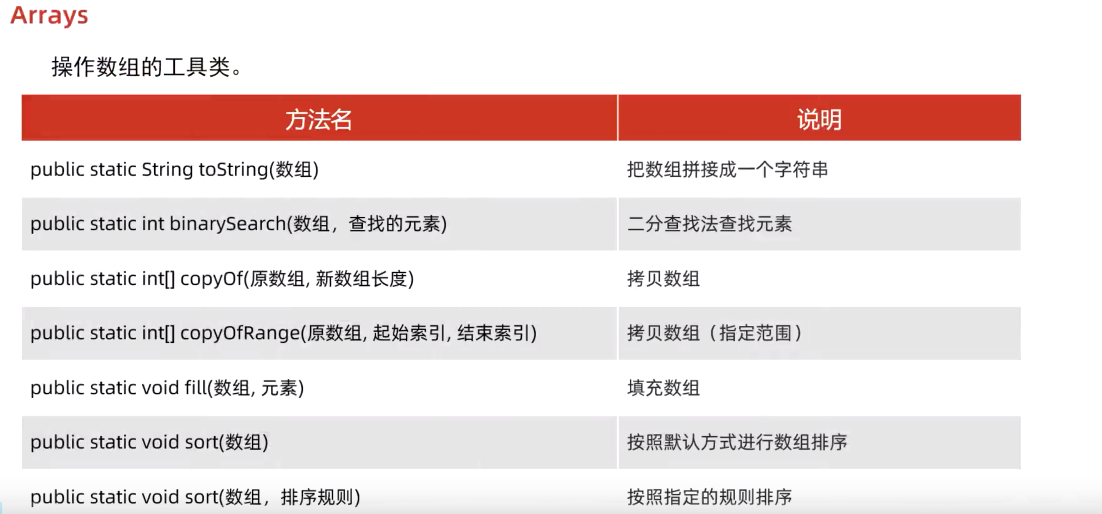 Arrays
操作数组的工具类。
方法名 说明
public static String toString(数组) 把数组拼接成一个字符串
public static int binarySearch(数组，查找的元素) 二分查找法查找元素
public static int[] copyOf(原数组, 新数组长度) 拷贝数组
public static int[] copyOfRange(原数组, 起始索引, 结束索引) 拷贝数组（指定范围）
public static void fill(数组, 元素) 填充数组
public static void sort(数组) 按照默认方式进行数组排序
public static void sort(数组，排序规则) 按照指定的规则排序